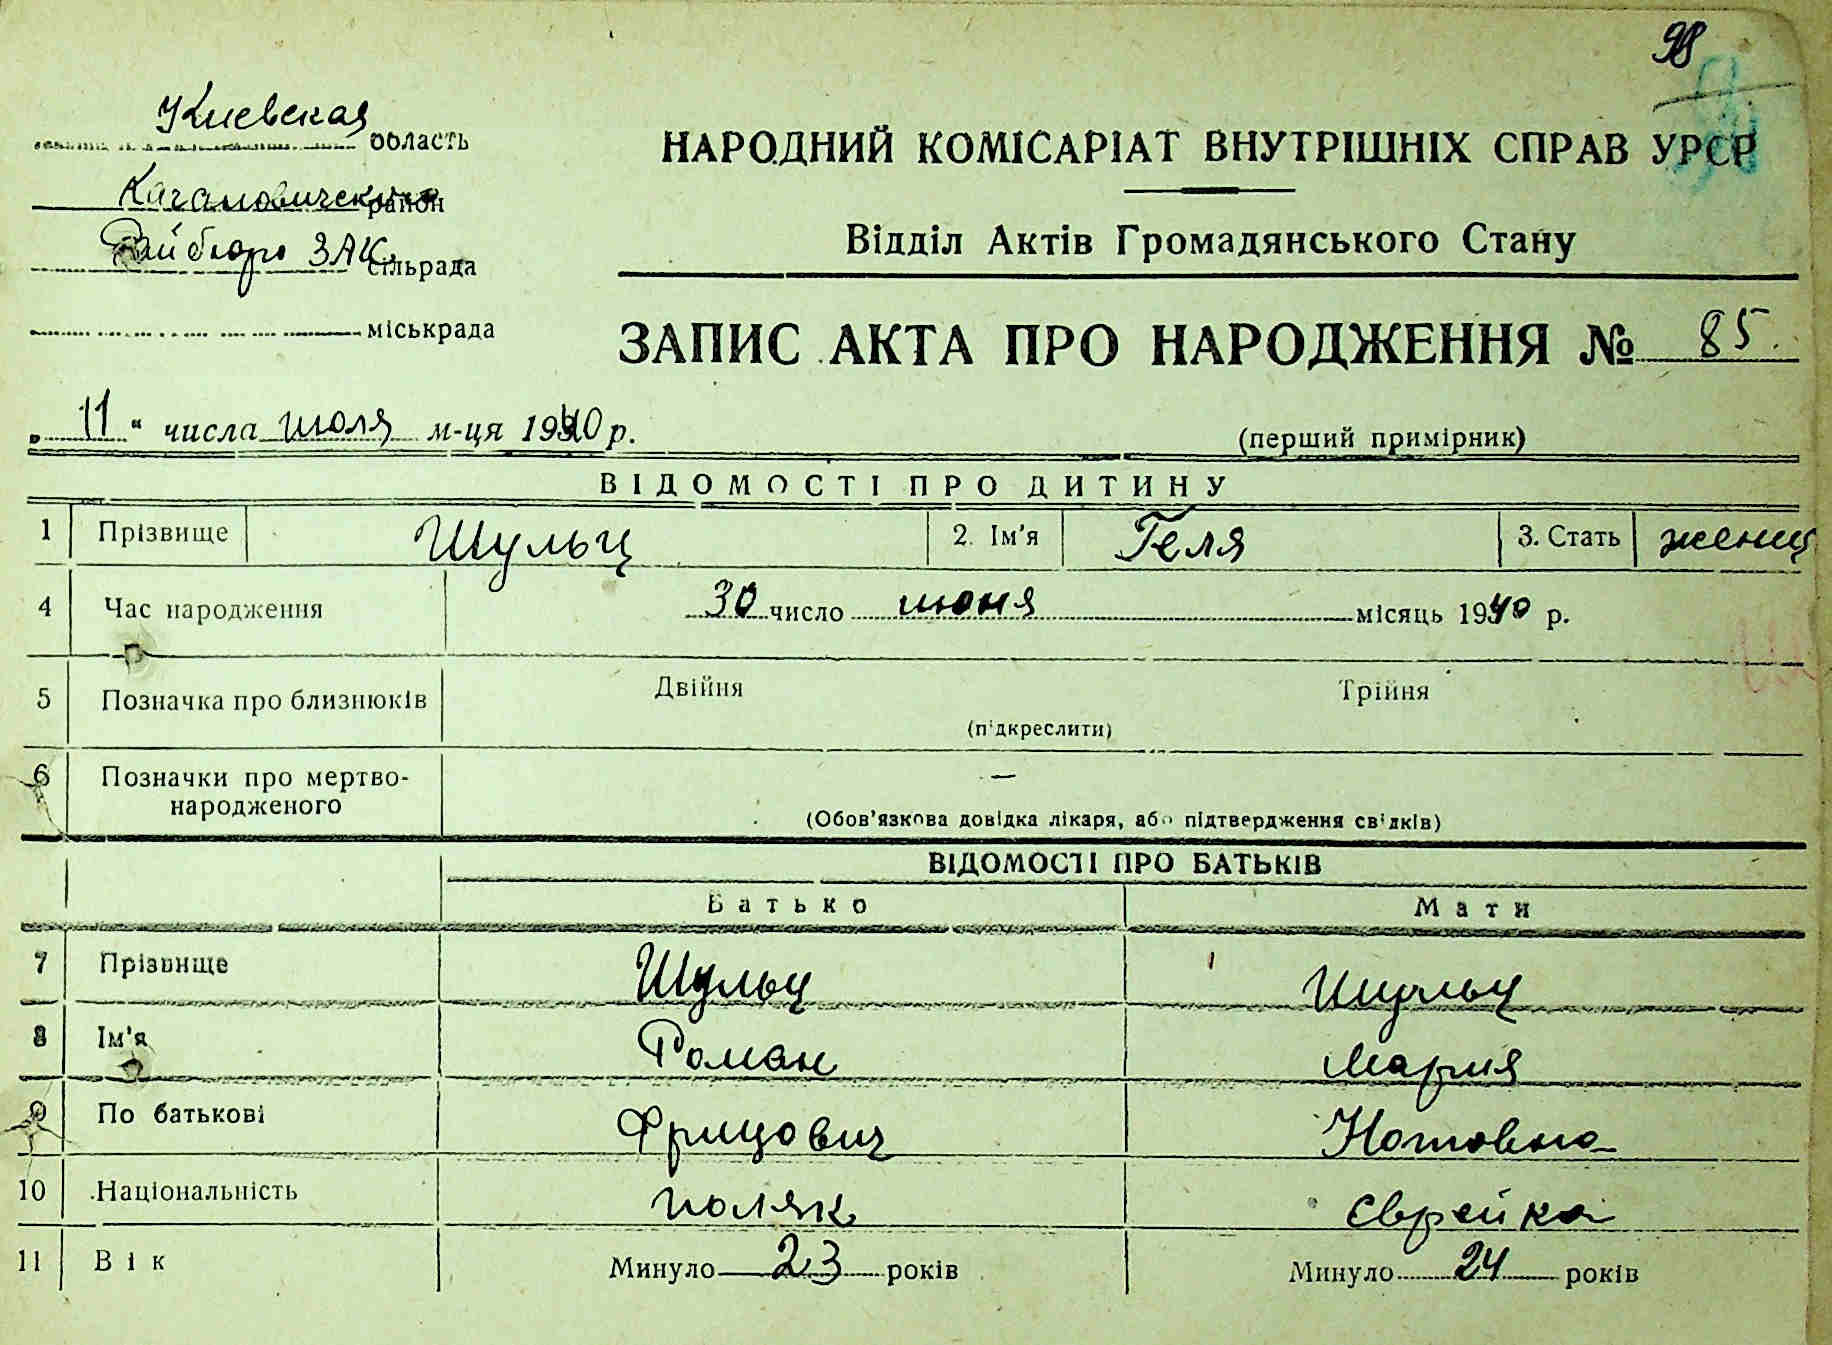 98
Киевская область
Кагановический район
Райбюро ЗАГС сільрада
міськрада
НАРОДНИЙ КОМІСАРІАТ ВНУТРІШНІХ СПРАВ УРСР
Відділ Актів Громадянського Стану
ЗАПИС АКТА ПРО НАРОДЖЕННЯ № 85.
„11“ числа июля м-ця 1940 р.
(перший примірник)
ВІДОМОСТІ ПРО ДИТИНУ
1 Прізвище Шульц 2. Ім'я Геля 3. Стать женщ
4 Час народження 30 число июня місяць 1940 р.
5 Позначка про близнюків Двійня Трійня
(підкреслити)
6 Позначки про мертво-
народженого —
(Обов'язкова довідка лікаря, або підтвердження свідків)
ВІДОМОСТІ ПРО БАТЬКІВ
Батько Мати
7 Прізвище Шульц Шульц
8 Ім'я Роман Мария
9 По батькові Фрицович Нотовна
10 Національність поляк єврейка
11 Вік Минуло 23 років Минуло 24 років